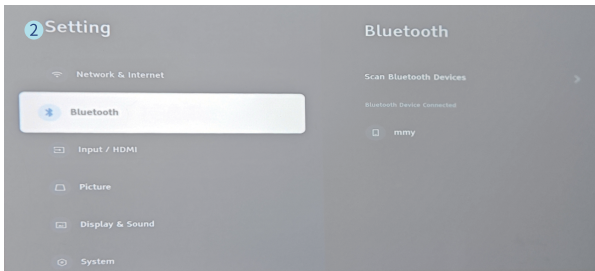 2 Setting
Network & Internet
Bluetooth
Input / HDMI
Picture
Display & Sound
System
Bluetooth
Scan Bluetooth Devices
Bluetooth Device Connected
mmy